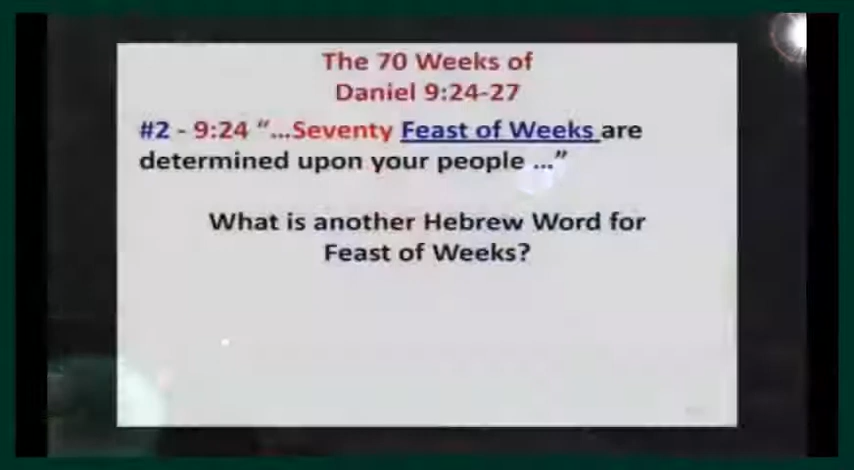 The 70 Weeks of
Daniel 9:24-27
#2 - 9:24 “...Seventy Feast of Weeks are
determined upon your people ...”
What is another Hebrew Word for
Feast of Weeks?